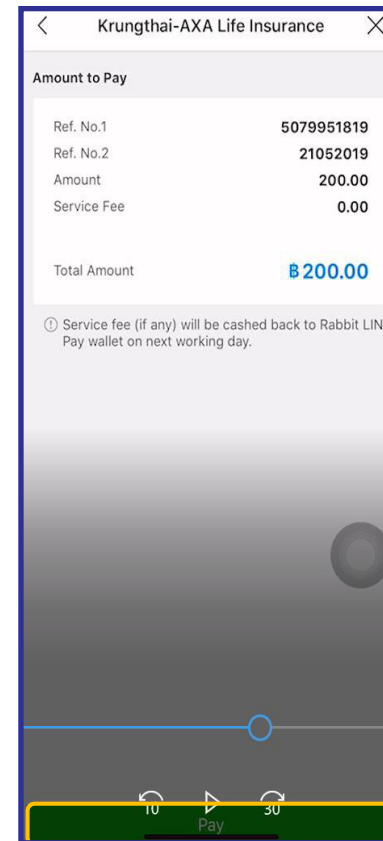 Krungthai-AXA Life Insurance
Amount to Pay
Ref. No.1 5079951819
Ref. No.2 21052019
Amount 200.00
Service Fee 0.00
Total Amount ฿200.00
Service fee (if any) will be cashed back to Rabbit LIN
Pay wallet on next working day.
10 30
Pay